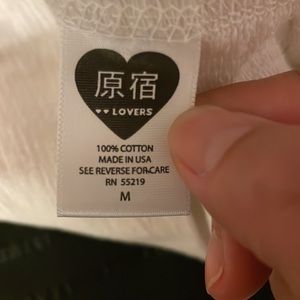 原宿
♥♥ LOVERS
100% COTTON
MADE IN USA
SEE REVERSE FOR CARE
RN 55219
M